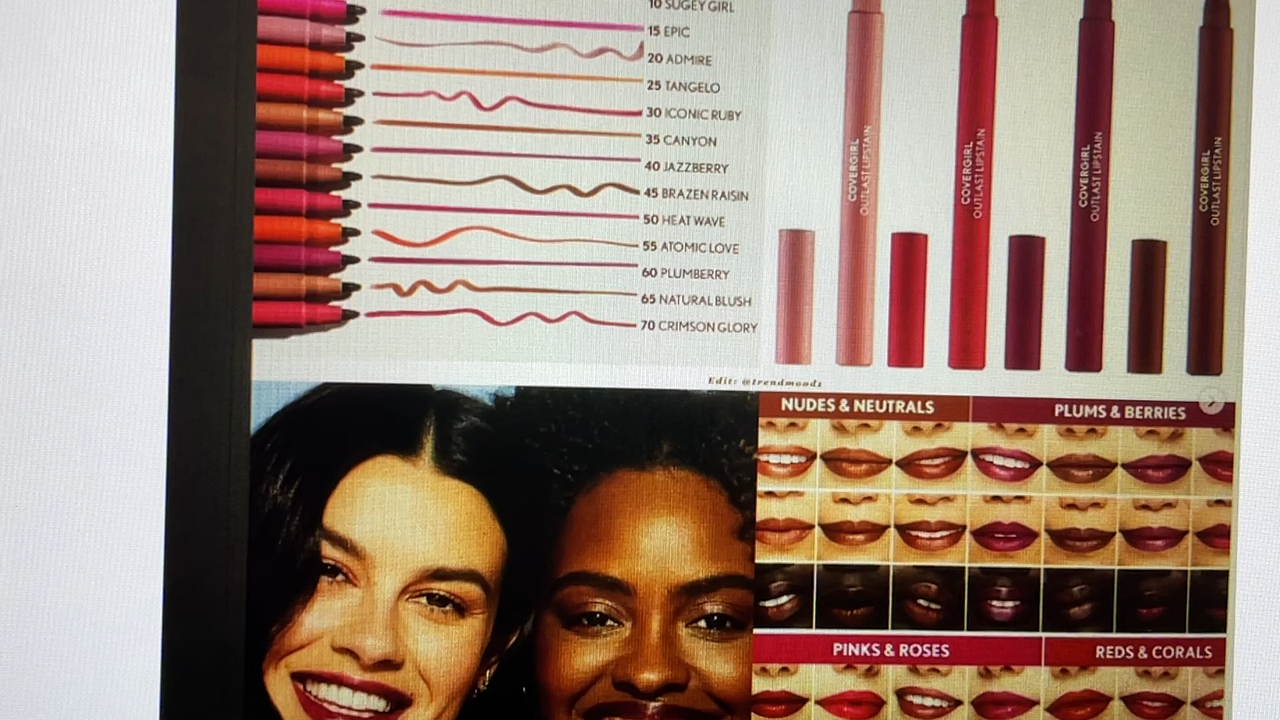 10 SUGEY GIRL
15 EPIC
20 ADMIRE
25 TANGELO
30 ICONIC RUBY
35 CANYON
40 JAZZBERRY
45 BRAZEN RAISIN
50 HEAT WAVE
55 ATOMIC LOVE
60 PLUMBERRY
65 NATURAL BLUSH
70 CRIMSON GLORY
COVERGIRL
OUTLAST LIPSTAIN
COVERGIRL
OUTLAST LIPSTAIN
COVERGIRL
OUTLAST LIPSTAIN
COVERGIRL
OUTLAST LIPSTAIN
Edit: @trendmood1
NUDES & NEUTRALS
PLUMS & BERRIES
PINKS & ROSES
REDS & CORALS